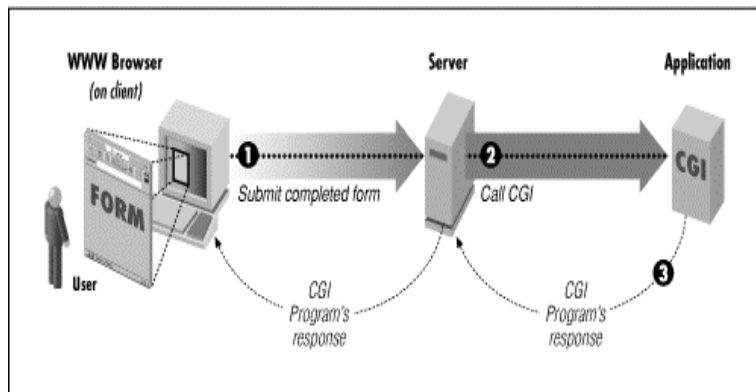 WWW Browser
(on client)
Server
Application
FORM
1
Submit completed form
2
Call CGI
CGI
User
CGI
Program's
response
CGI
Program's
response
3